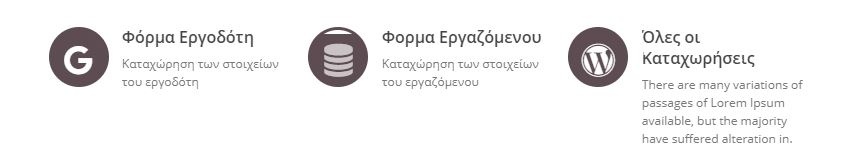 Φόρμα Εργοδότη
Καταχώρηση των στοιχείων
του εργοδότη
Φορμα Εργαζόμενου
Καταχώρηση των στοιχείων
του εργαζόμενου
Όλες οι
Καταχωρήσεις
There are many variations of
passages of Lorem Ipsum
available, but the majority
have suffered alteration in.